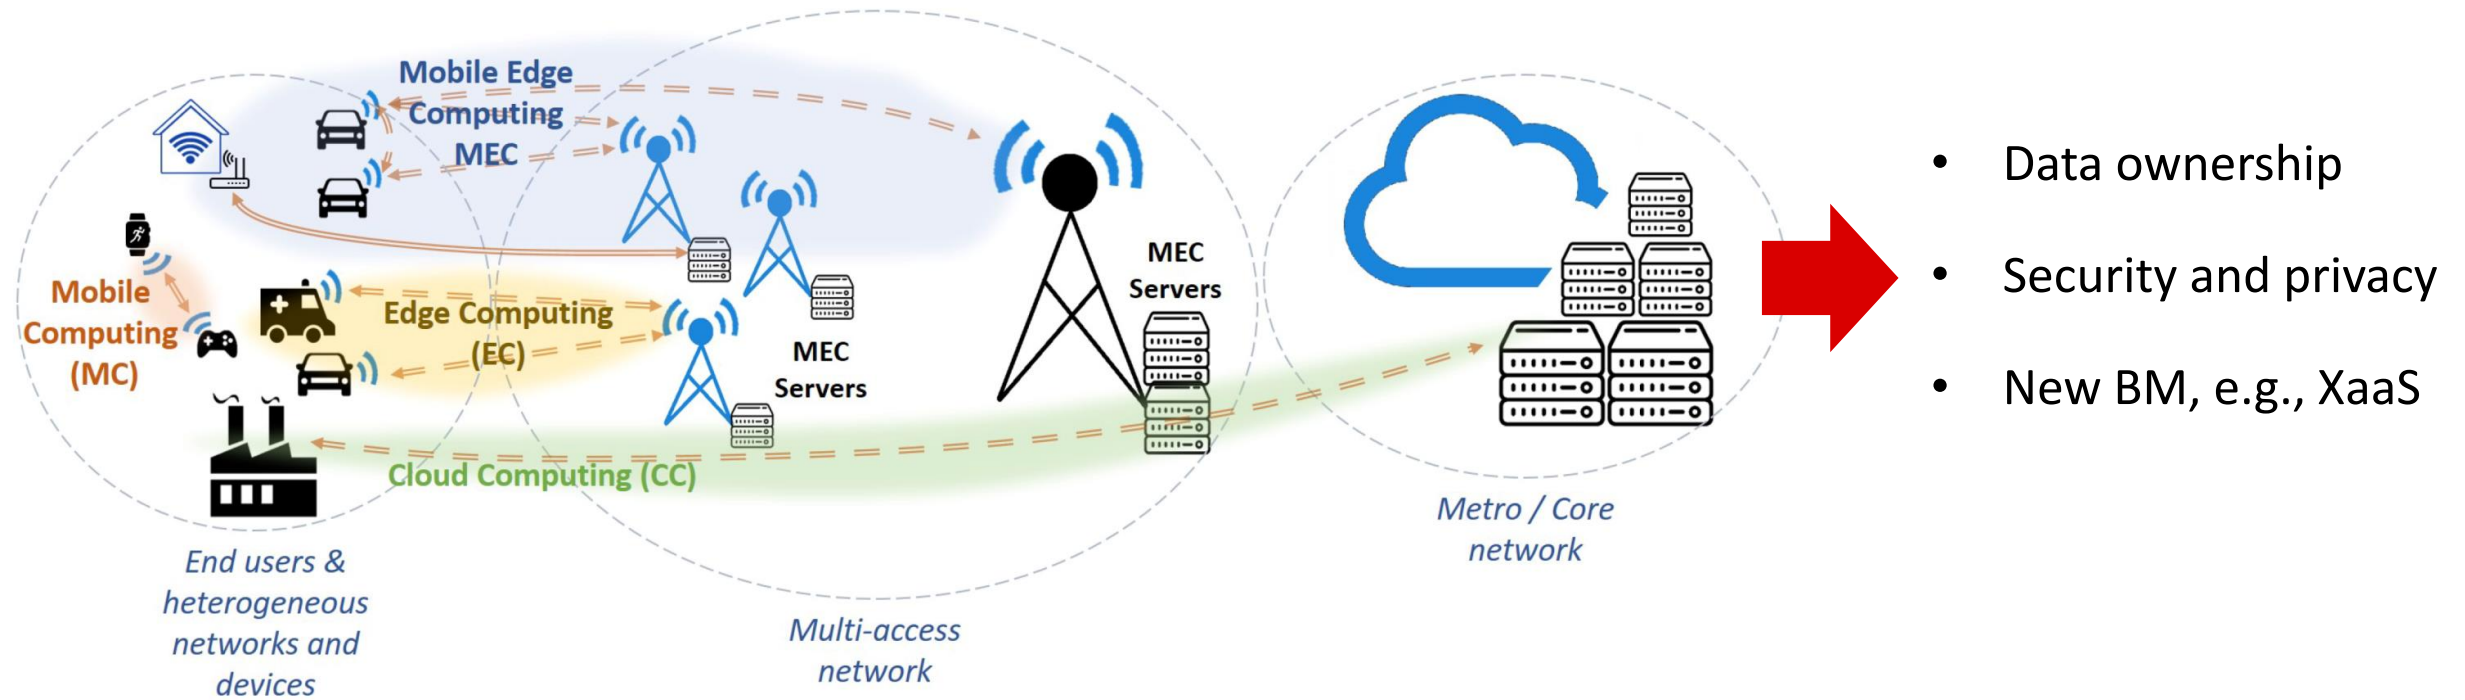 Mobile Edge
Computing
MEC
Mobile
Computing
(MC)
Edge Computing
(EC)
MEC
Servers
MEC
Servers
Cloud Computing (CC)
End users &
heterogeneous
networks and
devices
Multi-access
network
Metro / Core
network
• Data ownership
• Security and privacy
• New BM, e.g., XaaS